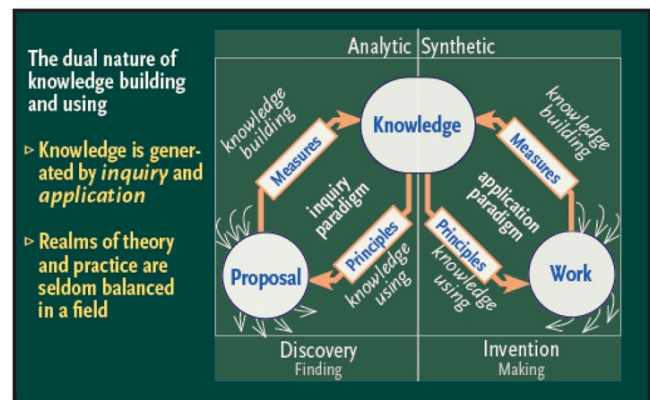 The dual nature of
knowledge building
and using
▹ Knowledge is gener-
ated by inquiry and
application
▹ Realms of theory
and practice are
seldom balanced
in a field
Analytic Synthetic
knowledge
building
Measures
Knowledge
Measures
knowledge
building
inquiry
paradigm
application
paradigm
Principles
knowledge
using
Principles
knowledge
using
Proposal
Work
Discovery
Finding
Invention
Making